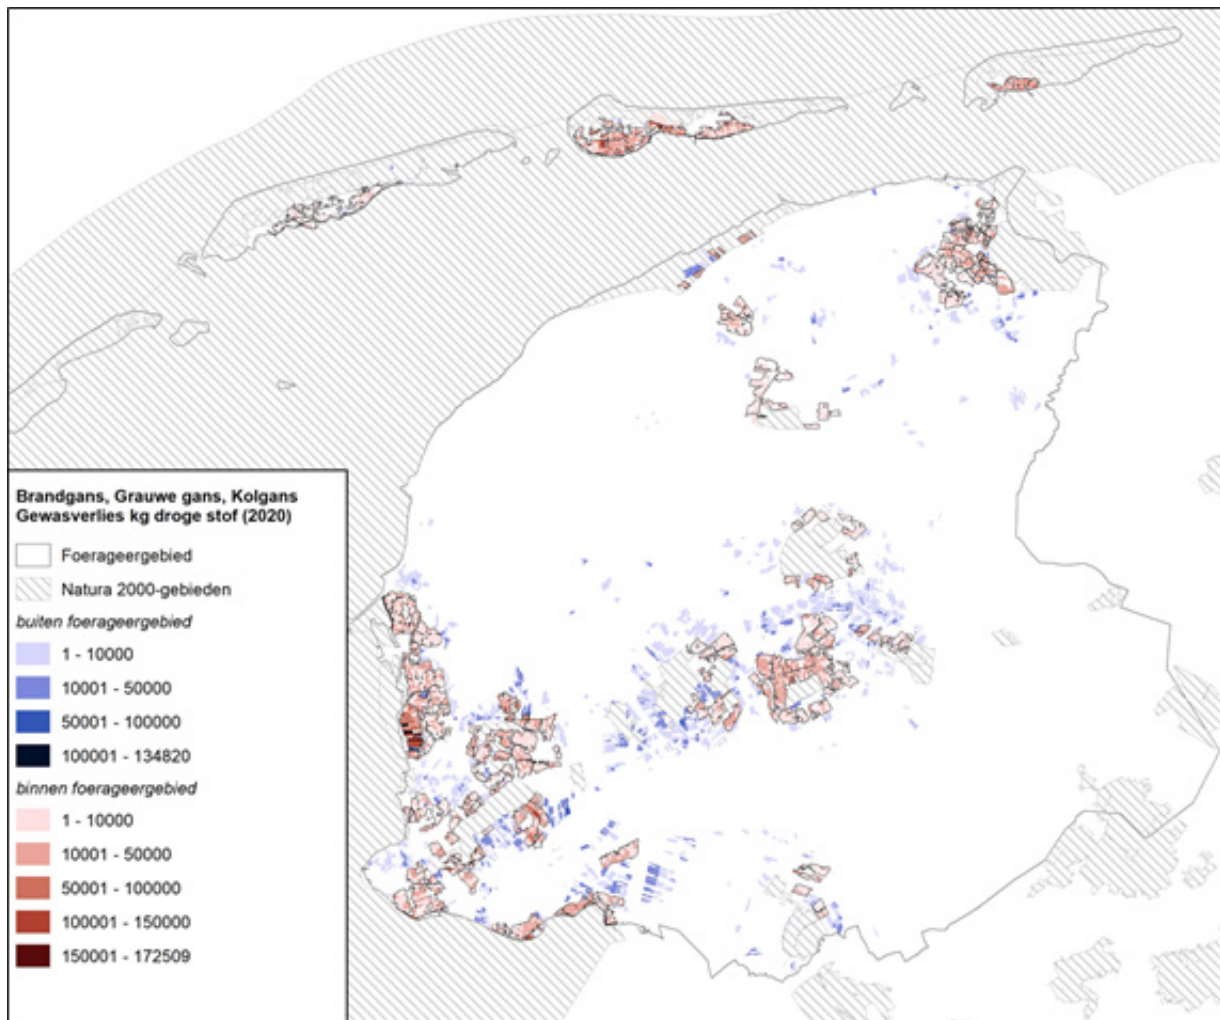 Brandgans, Grauwe gans, Kolgans
Gewasverlies kg droge stof (2020)
Foerageergebied
Natura 2000-gebieden
buiten foerageergebied
1 - 10000
10001 - 50000
50001 - 100000
100001 - 134820
binnen foerageergebied
1 - 10000
10001 - 50000
50001 - 100000
100001 - 150000
150001 - 172509